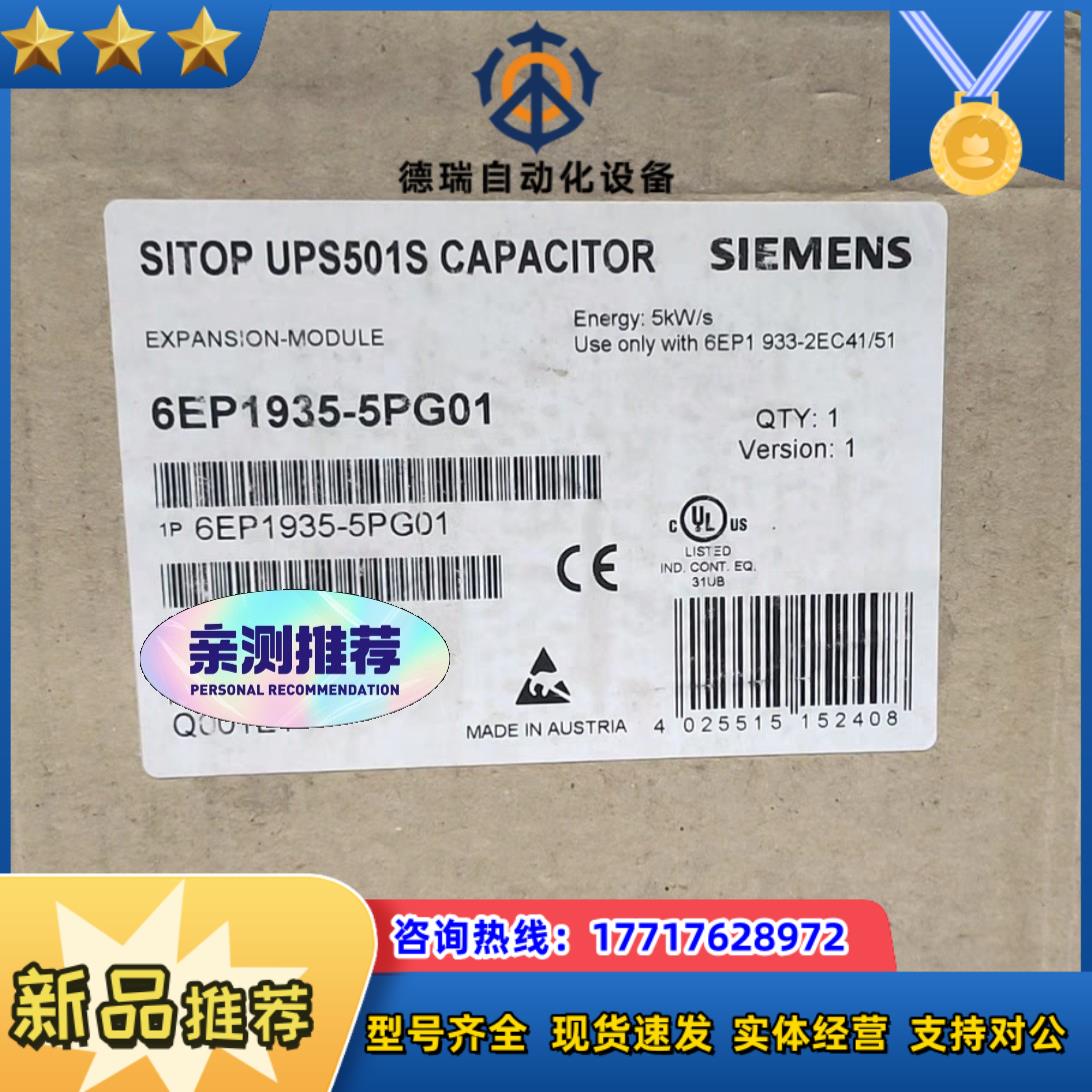 德瑞自动化设备
SITOP UPS501S CAPACITOR
SIEMENS
EXPANSION-MODULE
Energy: 5kW/s
Use only with 6EP1 933-2EC41/51
6EP1935-5PG01
QTY: 1
Version: 1
1P 6EP1935-5PG01
C UL US
LISTED
IND. CONT. EQ.
31UB
CE
亲测推荐
PERSONAL RECOMMENDATION
MADE IN AUSTRIA
4 025515 152408
咨询热线：17717628972
新品推荐
型号齐全 现货速发 实体经营 支持对公